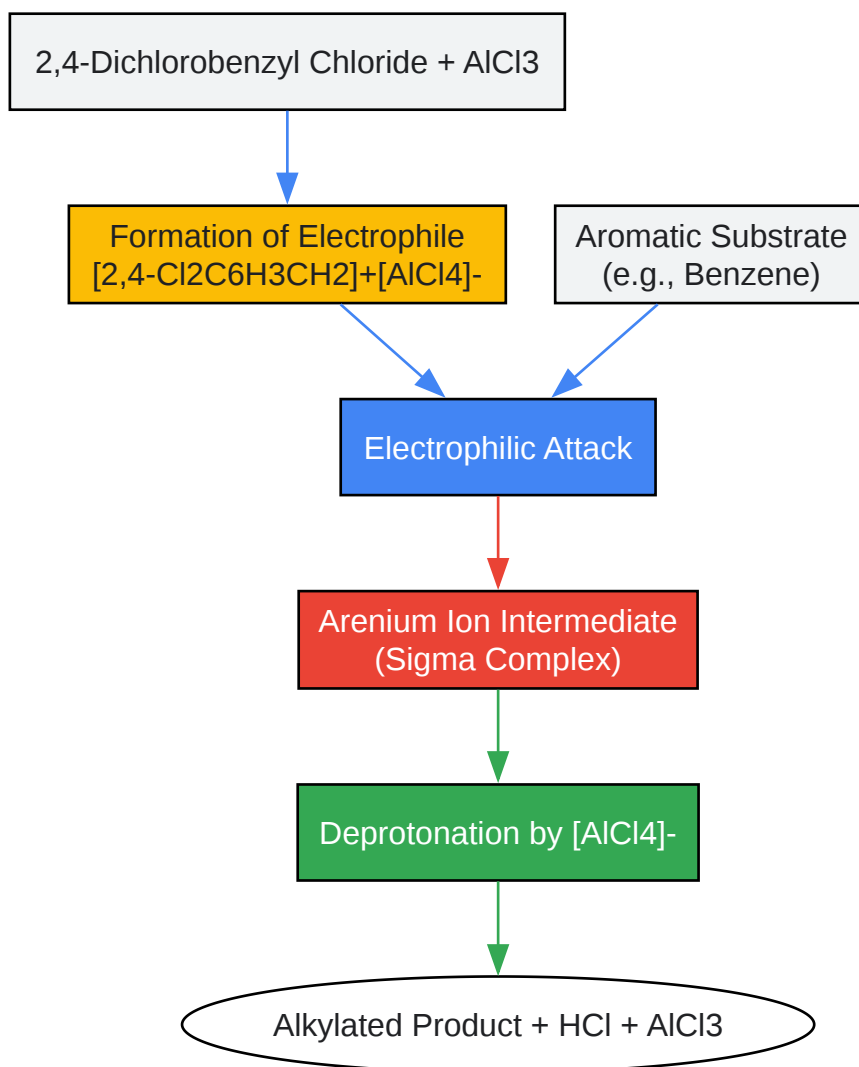 2,4-Dichlorobenzyl Chloride + AlCl3
Formation of Electrophile
[2,4-Cl2C6H3CH2]+[AlCl4]-
Aromatic Substrate
(e.g., Benzene)
Electrophilic Attack
Arenium Ion Intermediate
(Sigma Complex)
Deprotonation by [AlCl4]-
Alkylated Product + HCl + AlCl3